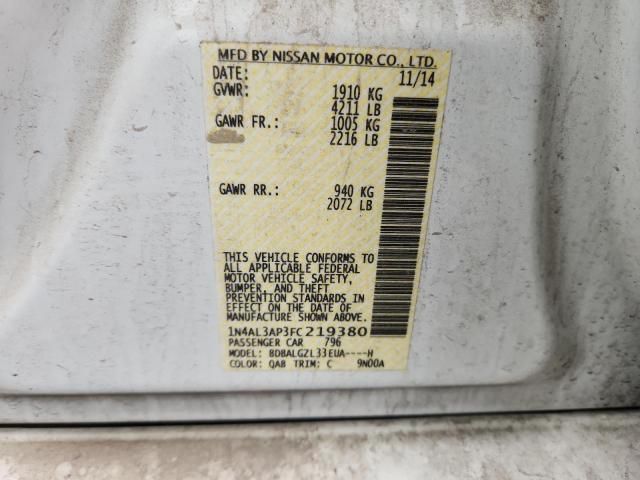 MFD BY NISSAN MOTOR CO., LTD.
DATE: 11/14
GVWR: 1910 KG
4211 LB
GAWR FR.: 1005 KG
2216 LB
GAWR RR.: 940 KG
2072 LB
THIS VEHICLE CONFORMS TO
ALL APPLICABLE FEDERAL
MOTOR VEHICLE SAFETY,
BUMPER, AND THEFT
PREVENTION STANDARDS IN
EFFECT ON THE DATE OF
MANUFACTURE SHOWN ABOVE.
1N4AL3AP3FC219380
PASSENGER CAR 796
MODEL: BDBALGZL33EUA----H
COLOR: QAB TRIM: C 9N00A